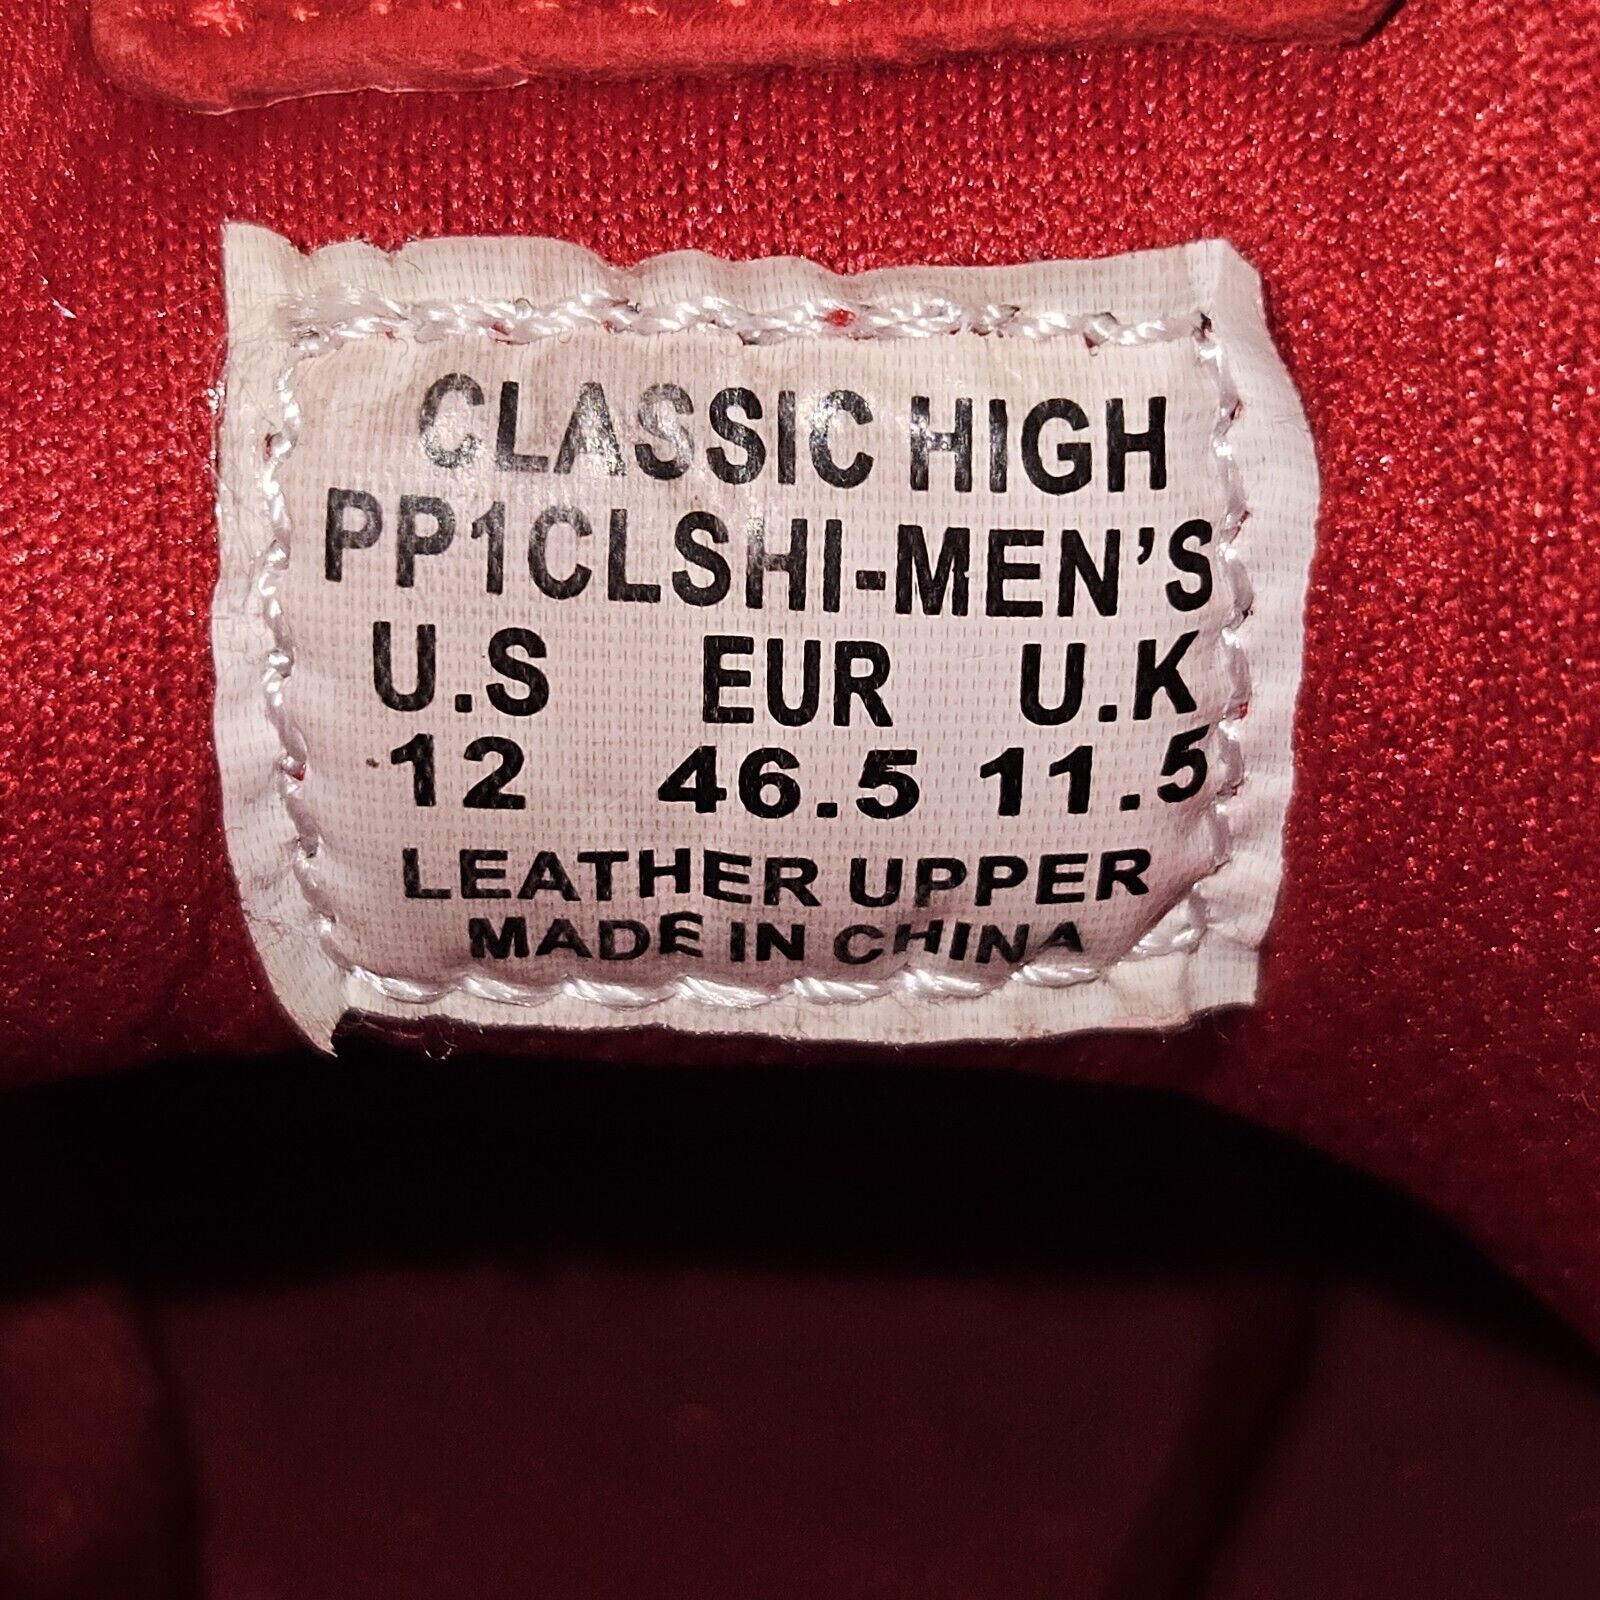 CLASSIC HIGH
PP1CLSHI-MEN'S
U.S EUR U.K
12 46.5 11.5
LEATHER UPPER
MADE IN CHINA